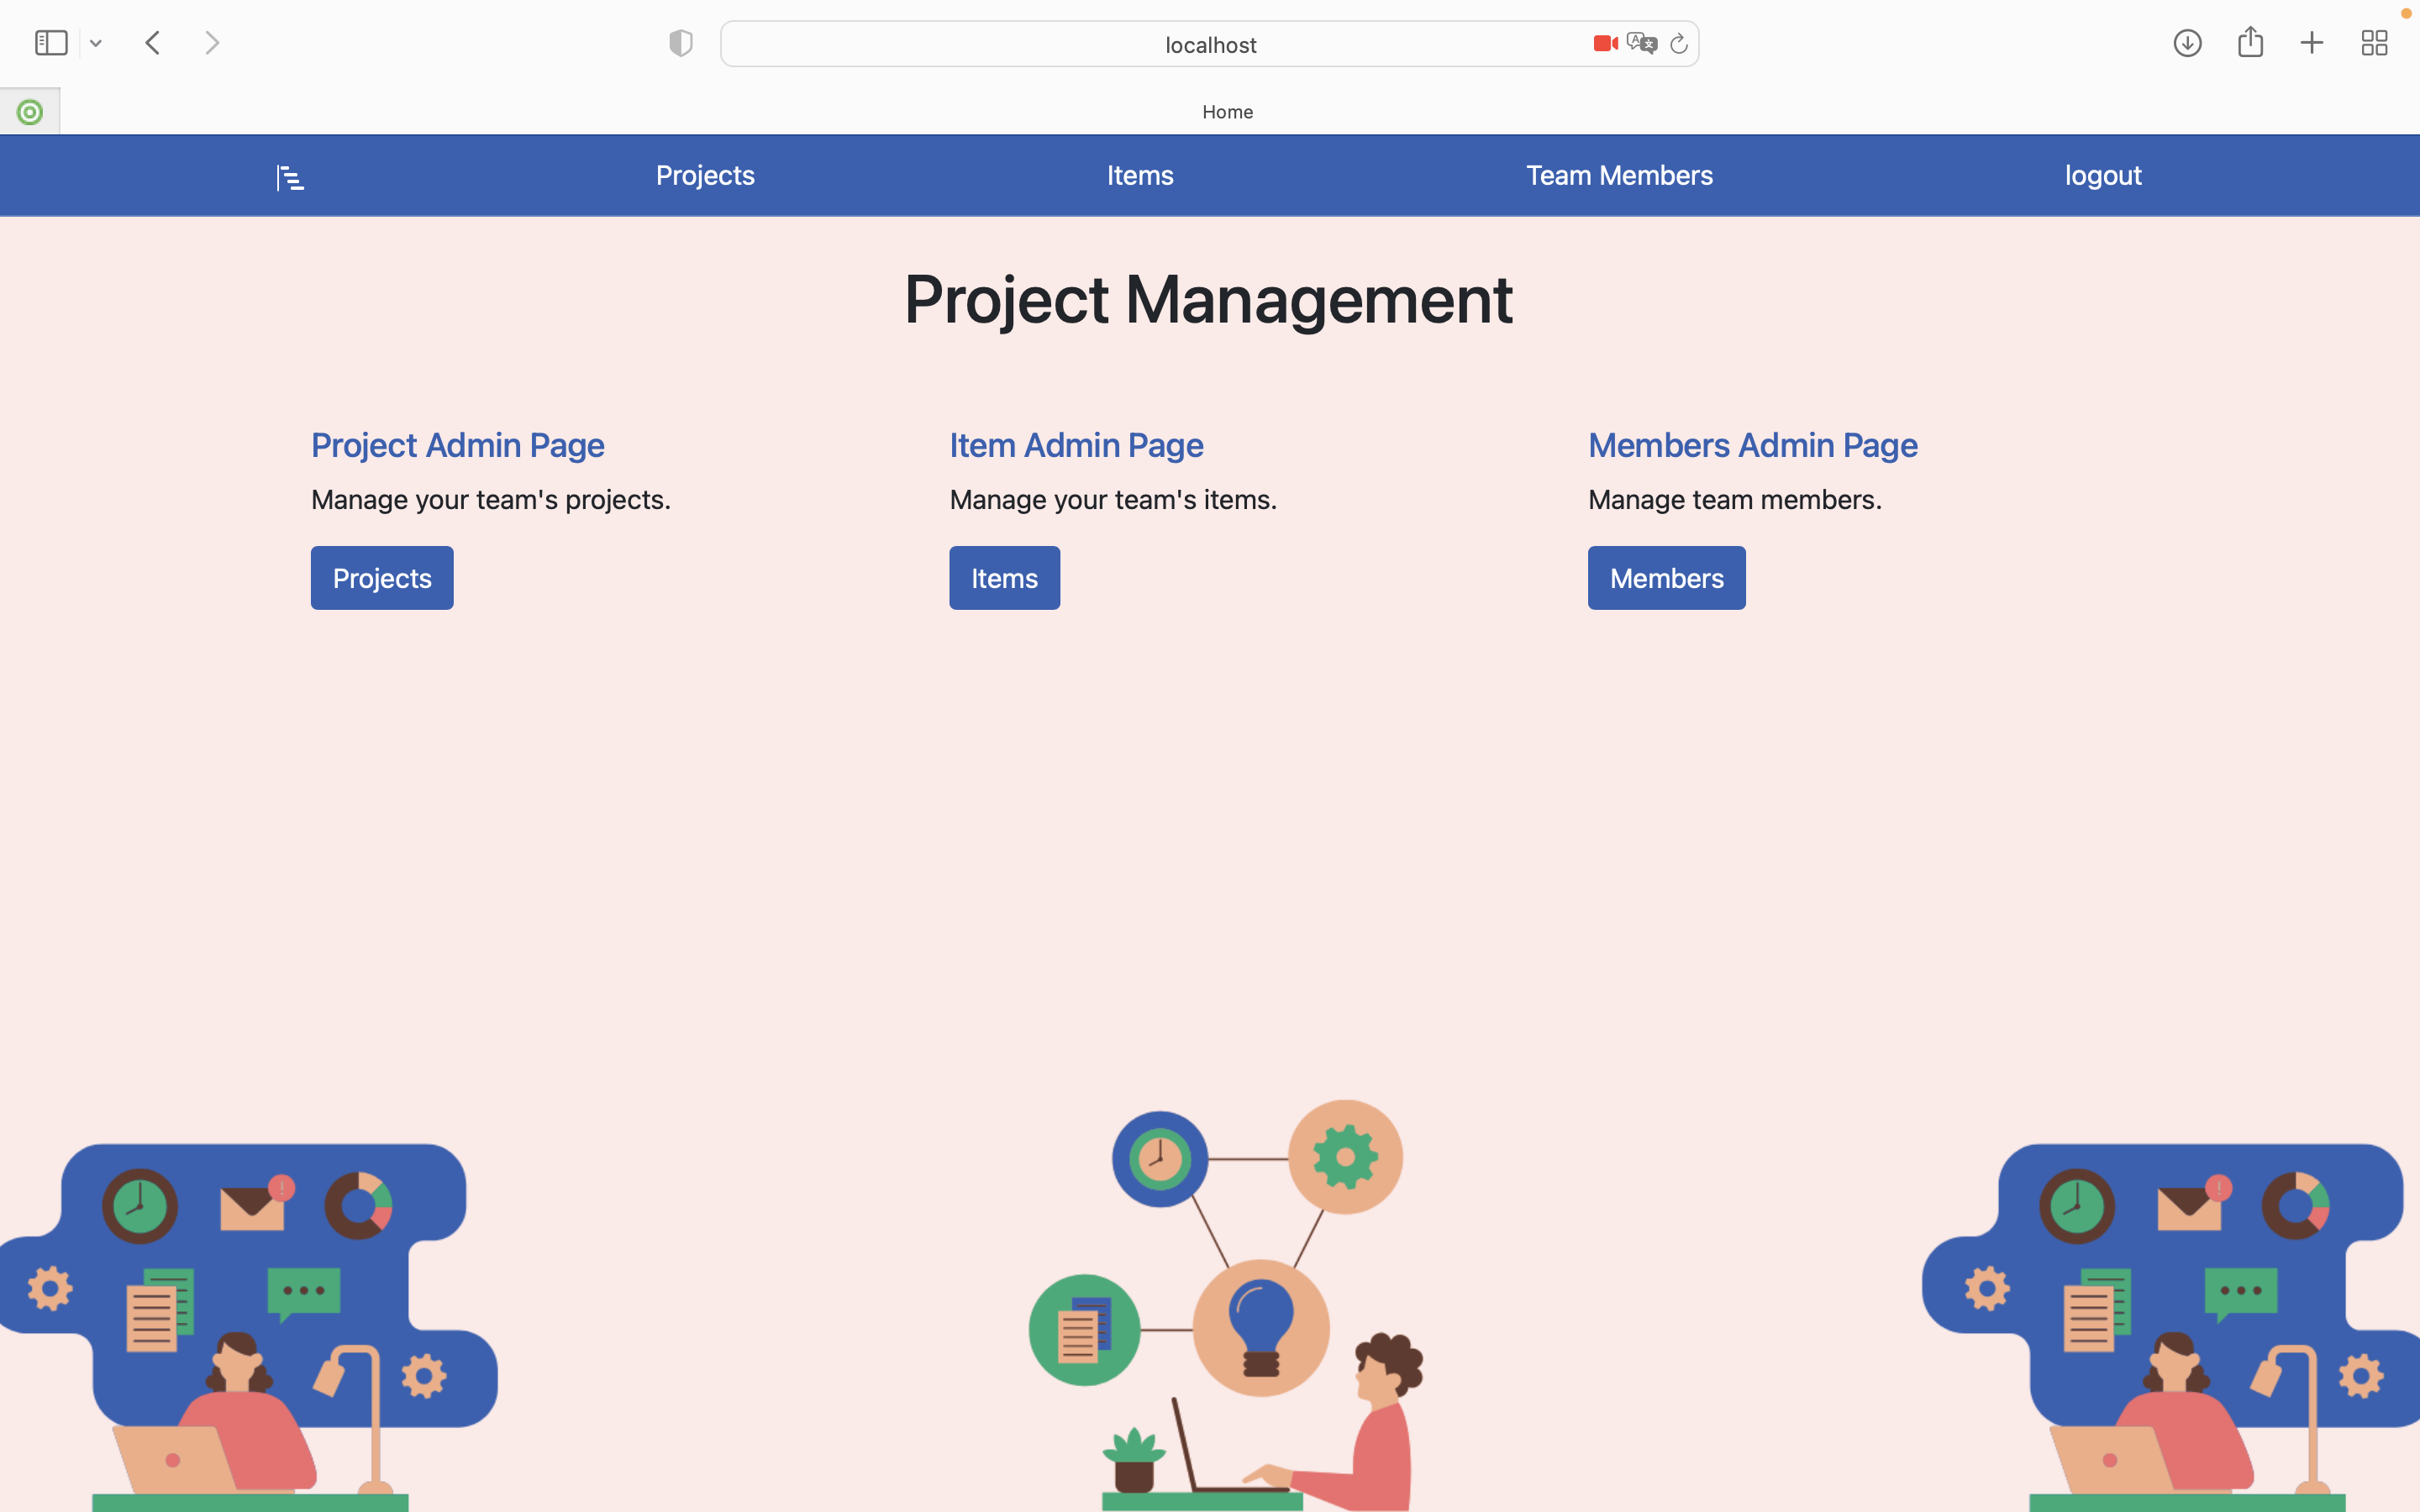 localhost
Home
Projects Items Team Members logout
Project Management
Project Admin Page
Manage your team's projects.
Projects
Item Admin Page
Manage your team's items.
Items
Members Admin Page
Manage team members.
Members